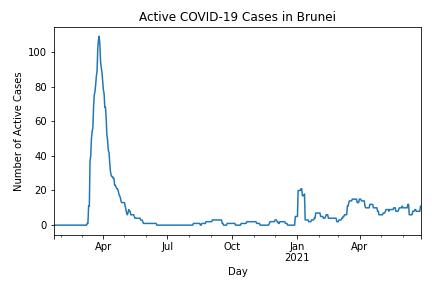 Active COVID-19 Cases in Brunei
Number of Active Cases
100
80
60
40
20
0
Apr Jul Oct Jan Apr
2021
Day